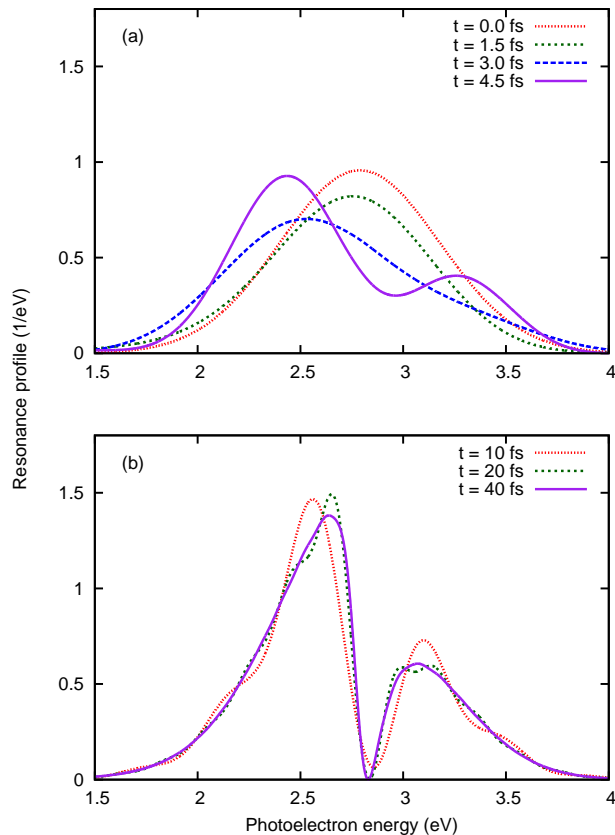 (a)
t = 0.0 fs
t = 1.5 fs
t = 3.0 fs
t = 4.5 fs
1.5
1
0.5
0
1.5 2 2.5 3 3.5 4
Resonance profile (1/eV)
(b)
t = 10 fs
t = 20 fs
t = 40 fs
1.5
1
0.5
0
1.5 2 2.5 3 3.5 4
Photoelectron energy (eV)